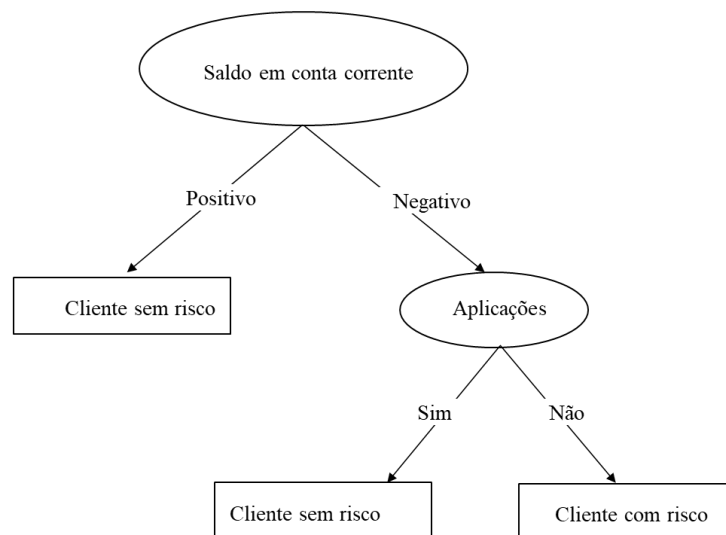 Saldo em conta corrente
Positivo
Negativo
Cliente sem risco
Aplicações
Sim
Não
Cliente sem risco
Cliente com risco